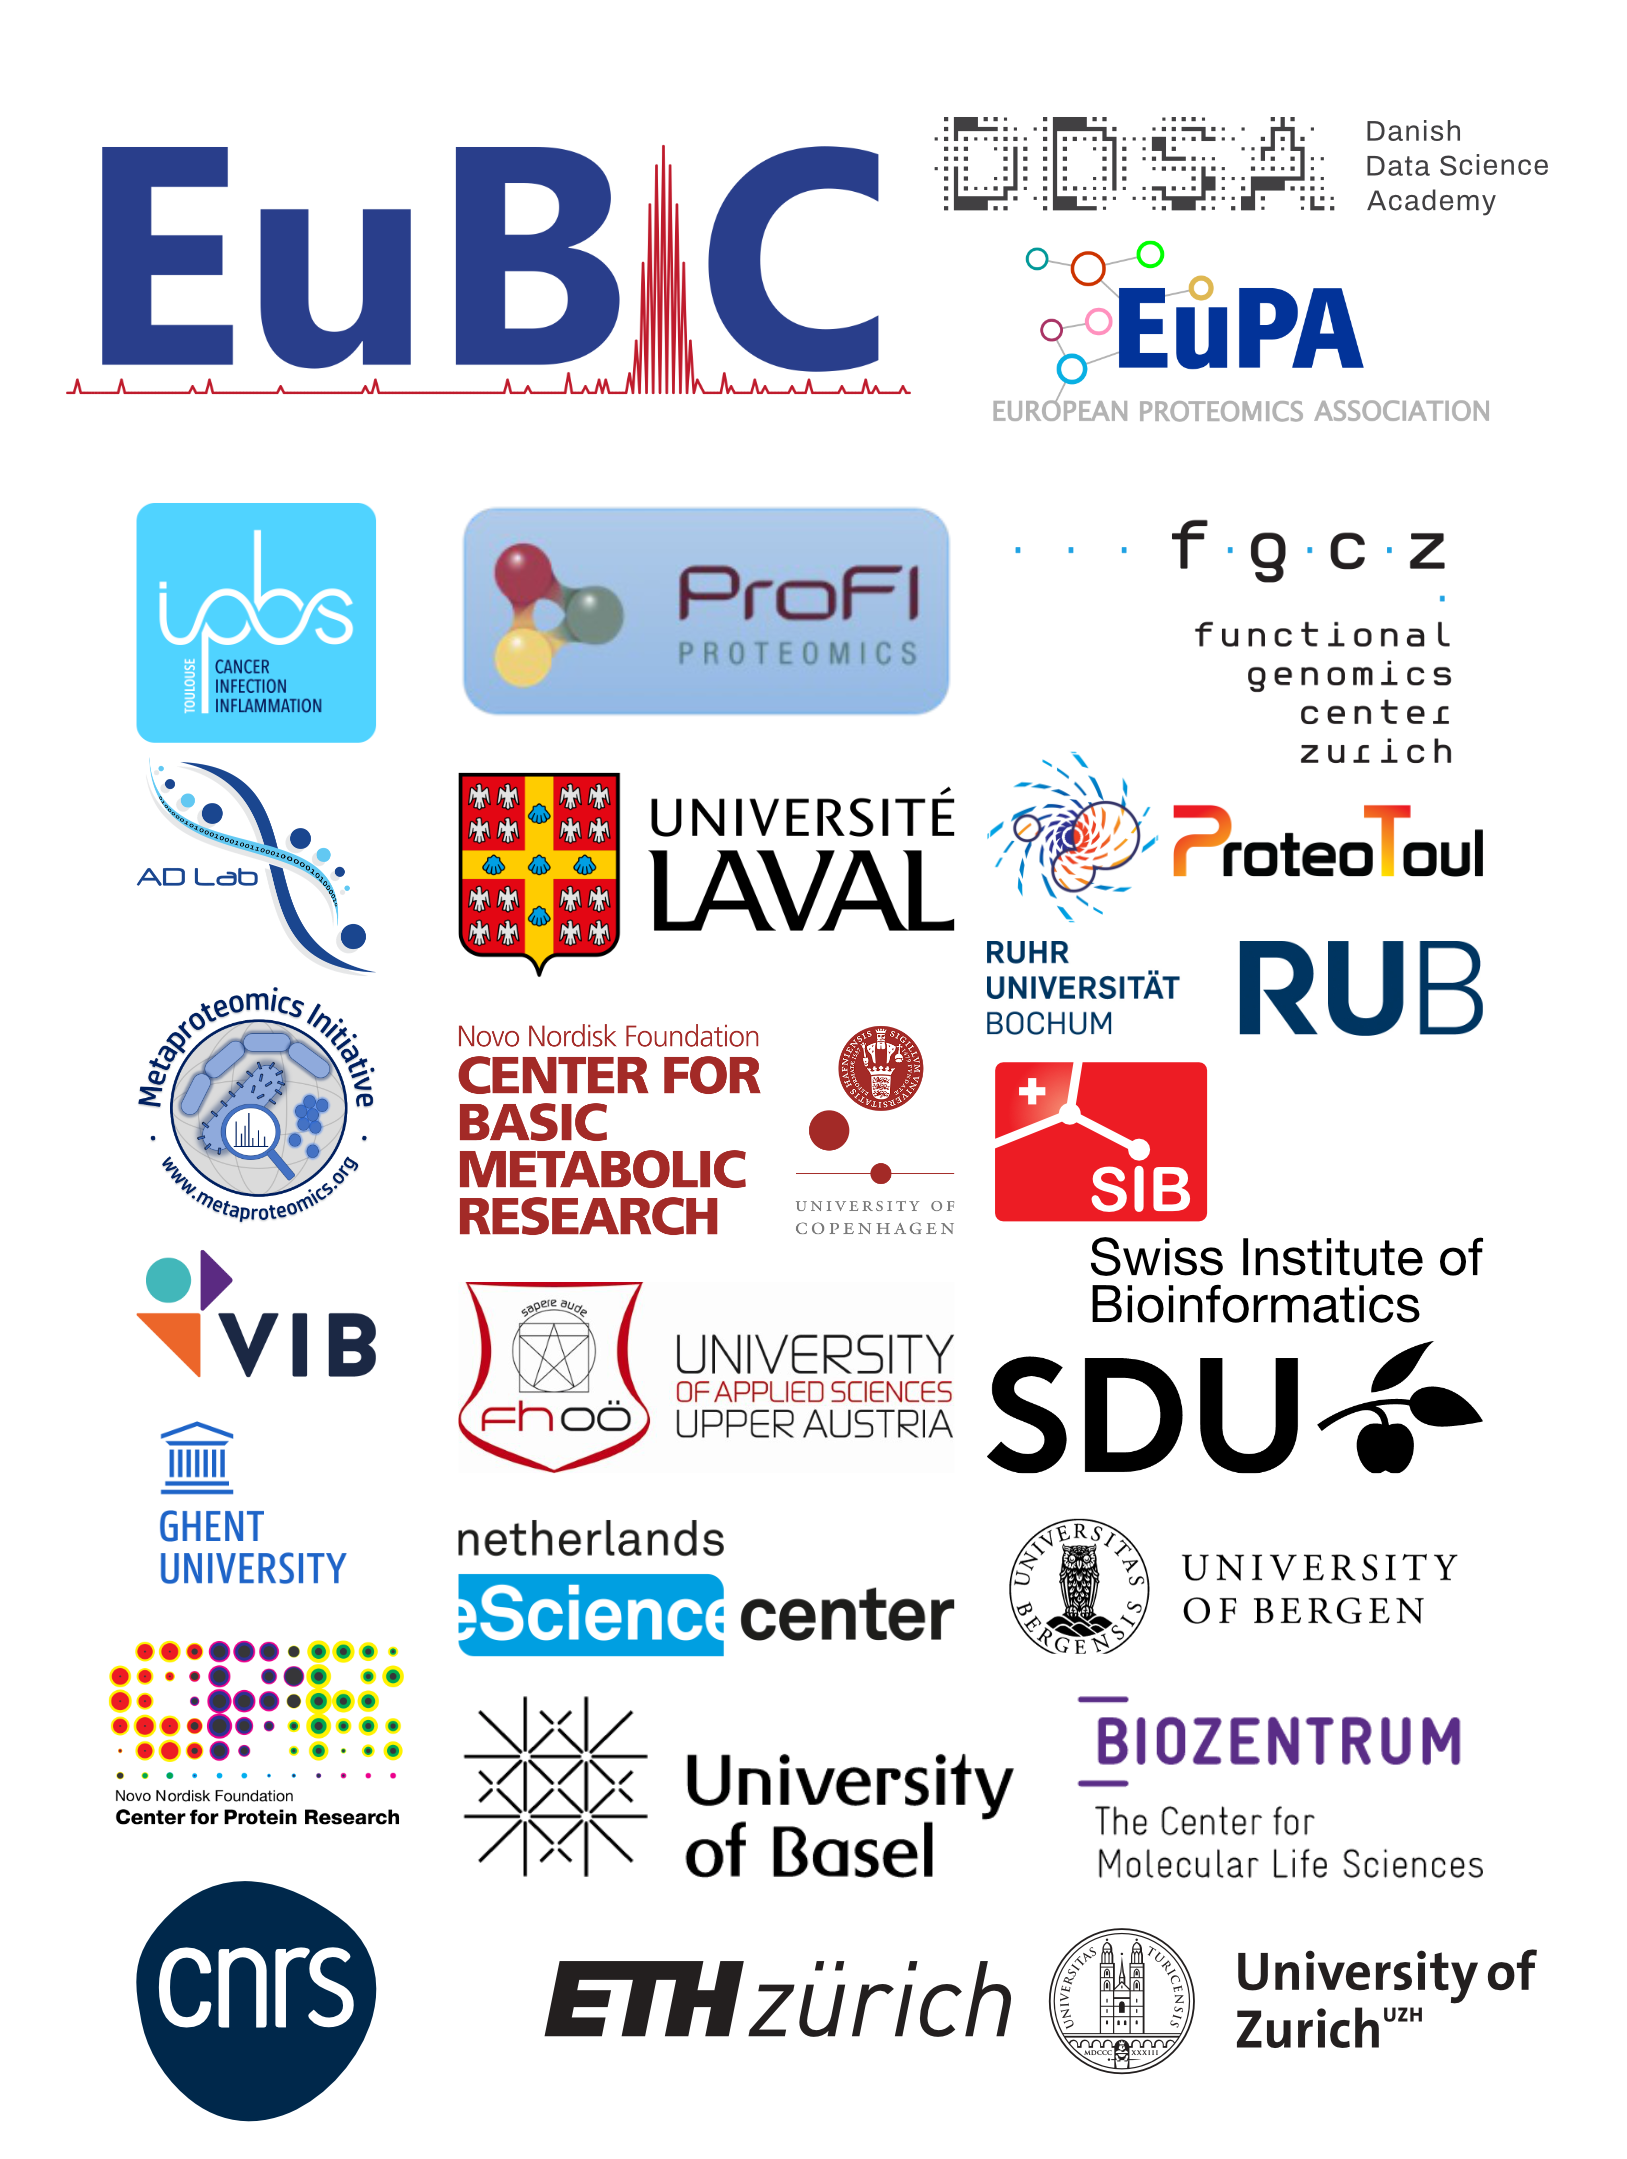 EuBIC
DDSA
Danish
Data Science
Academy
EuPA
EUROPEAN PROTEOMICS ASSOCIATION
ipbs
TOULOUSE
CANCER
INFECTION
INFLAMMATION
ProFI
PROTEOMICS
f·g·c·z
functional
genomics
center
zurich
AD Lab
UNIVERSITÉ
LAVAL
ProteoToul
RUHR
UNIVERSITÄT
BOCHUM
RUB
Metaproteomics Initiative
www.metaproteomics.org
Novo Nordisk Foundation
CENTER FOR
BASIC
METABOLIC
RESEARCH
UNIVERSITY OF
COPENHAGEN
SIB
Swiss Institute of
Bioinformatics
VIB
sapere aude
fh oö
UNIVERSITY
OF APPLIED SCIENCES
UPPER AUSTRIA
SDU
GHENT
UNIVERSITY
netherlands
eScience center
UNIVERSITAS
BERGENSIS
UNIVERSITY
OF BERGEN
CPR
Novo Nordisk Foundation
Center for Protein Research
University
of Basel
BIOZENTRUM
The Center for
Molecular Life Sciences
cnrs
ETH zürich
UNIVERSITAS TURICENSIS
MDCCC XXXIII
University of
Zurich UZH